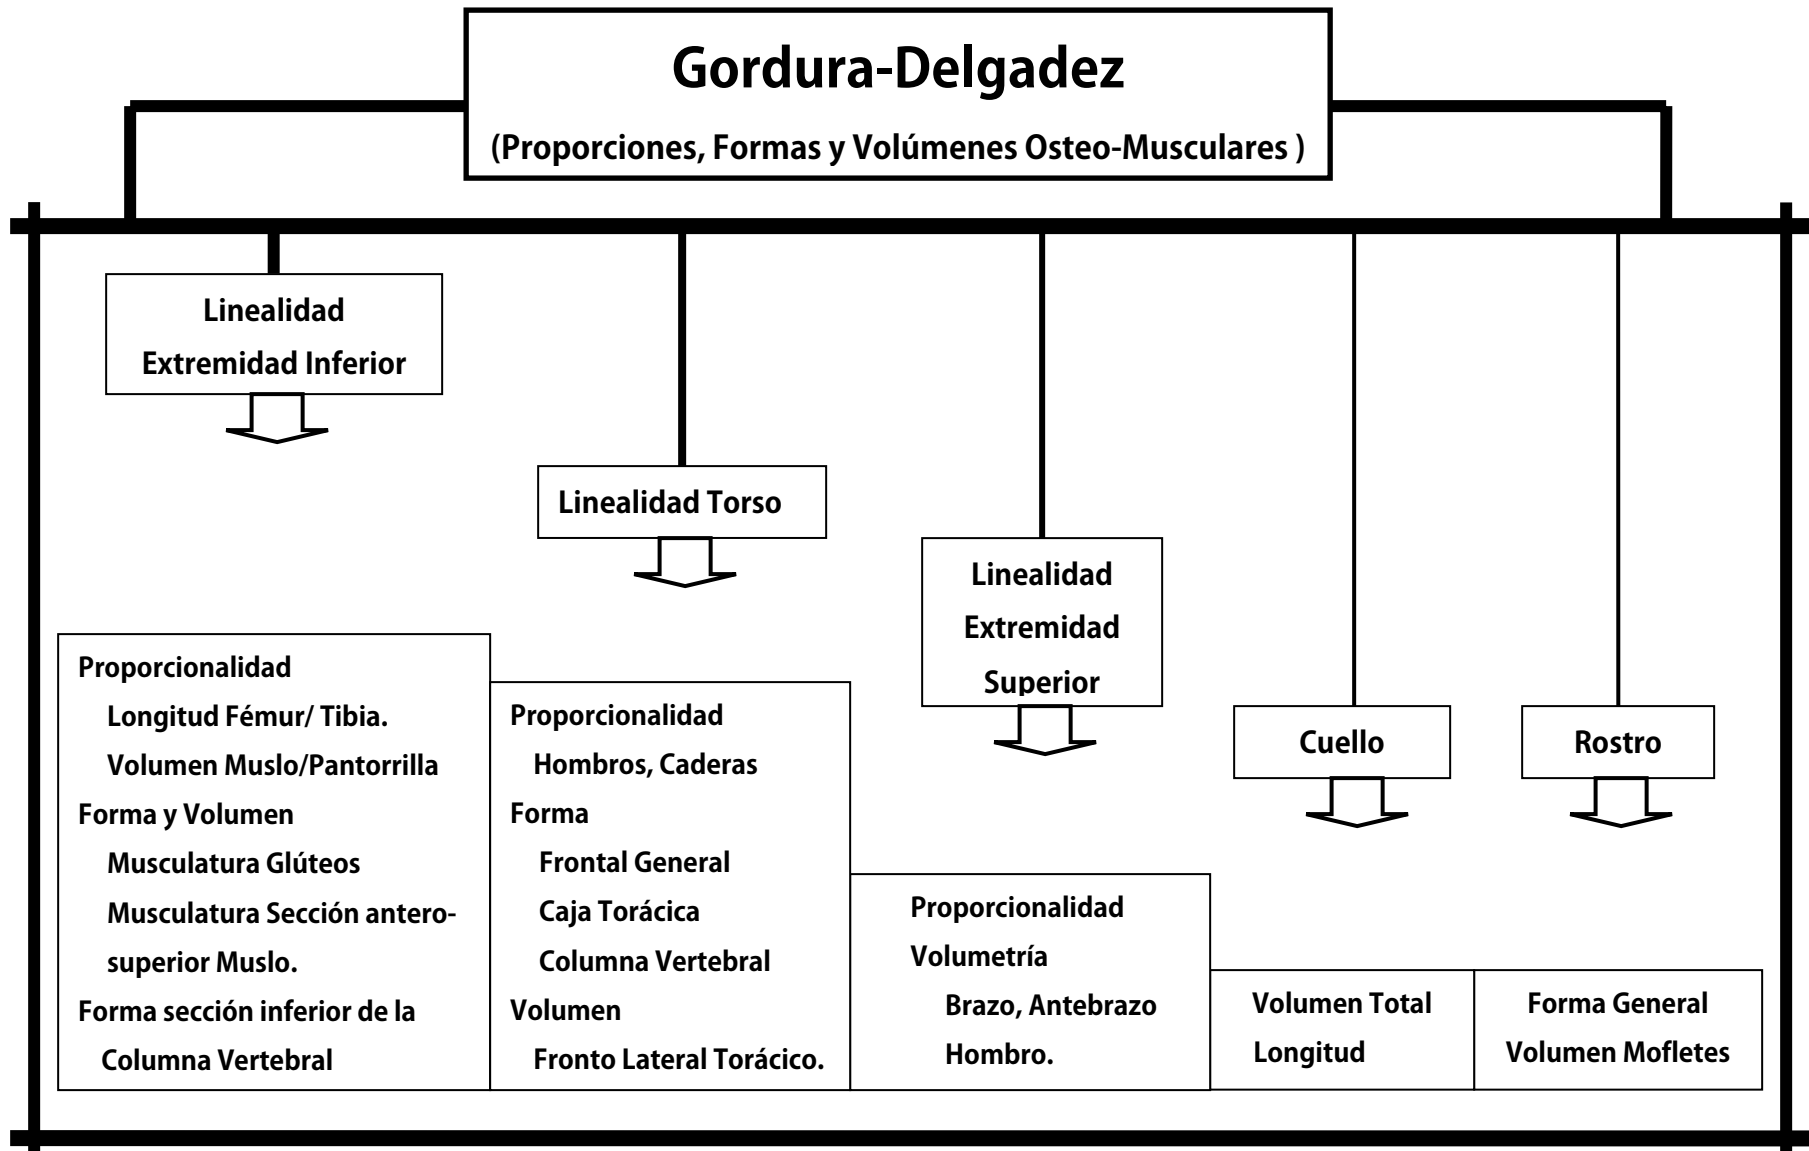 Gordura-Delgadez
(Proporciones, Formas y Volúmenes Osteo-Musculares )
Linealidad
Extremidad Inferior
Linealidad Torso
Linealidad
Extremidad
Superior
Cuello
Rostro
Proporcionalidad
Longitud Fémur/ Tibia.
Volumen Muslo/Pantorrilla
Forma y Volumen
Musculatura Glúteos
Musculatura Sección antero-
superior Muslo.
Forma sección inferior de la
Columna Vertebral
Proporcionalidad
Hombros, Caderas
Forma
Frontal General
Caja Torácica
Columna Vertebral
Volumen
Fronto Lateral Torácico.
Proporcionalidad
Volumetría
Brazo, Antebrazo
Hombro.
Volumen Total
Longitud
Forma General
Volumen Mofletes